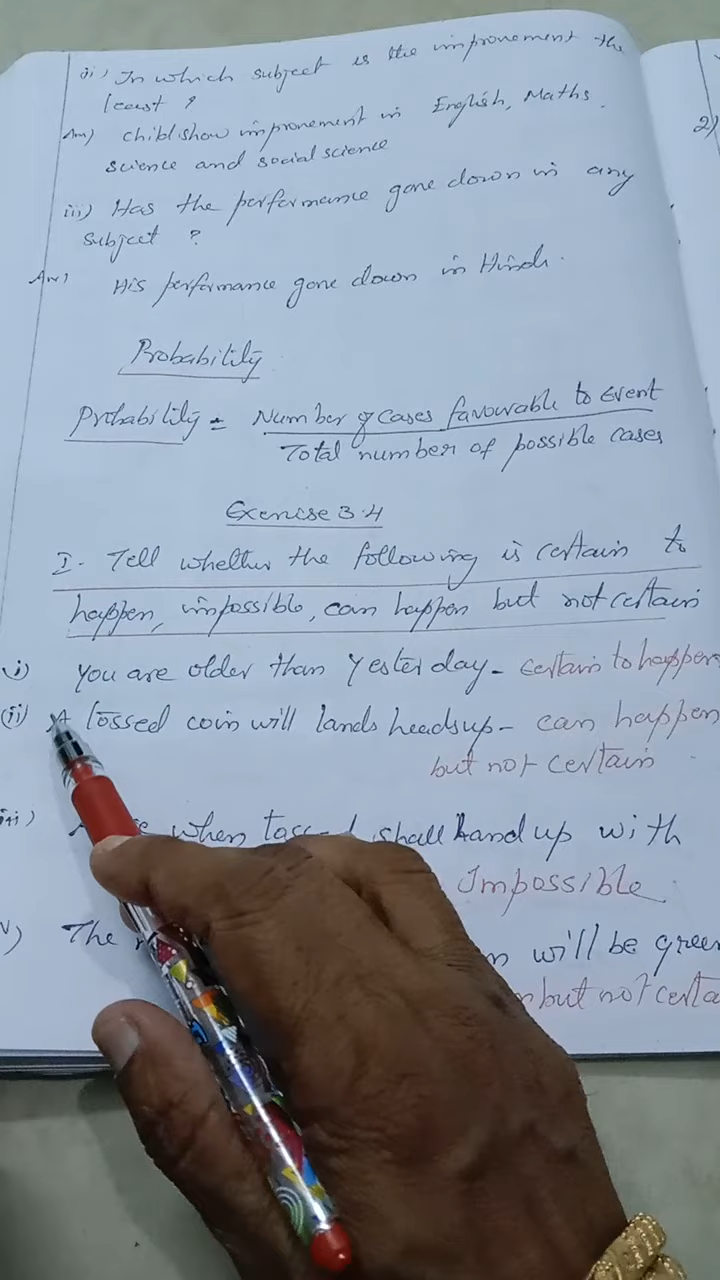 ii) In which subject is the improvement the
least ?
Ans) child show improvement in English, Maths.
science and social science
iii) Has the performance gone down in any
subject ?
Ans) His performance gone down in Hindi.
Probability
Probability = Number of cases favourable to Event
Total number of possible cases
2)
Exercise 3.4
I. Tell whether the following is certain to
happen, impossible, can happen but not certain
i) You are older than yesterday - certain to happen
(ii) A tossed coin will lands heads up - can happen
but not certain
iii) when tossed shall land up with
Impossible
The will be green
but not certa